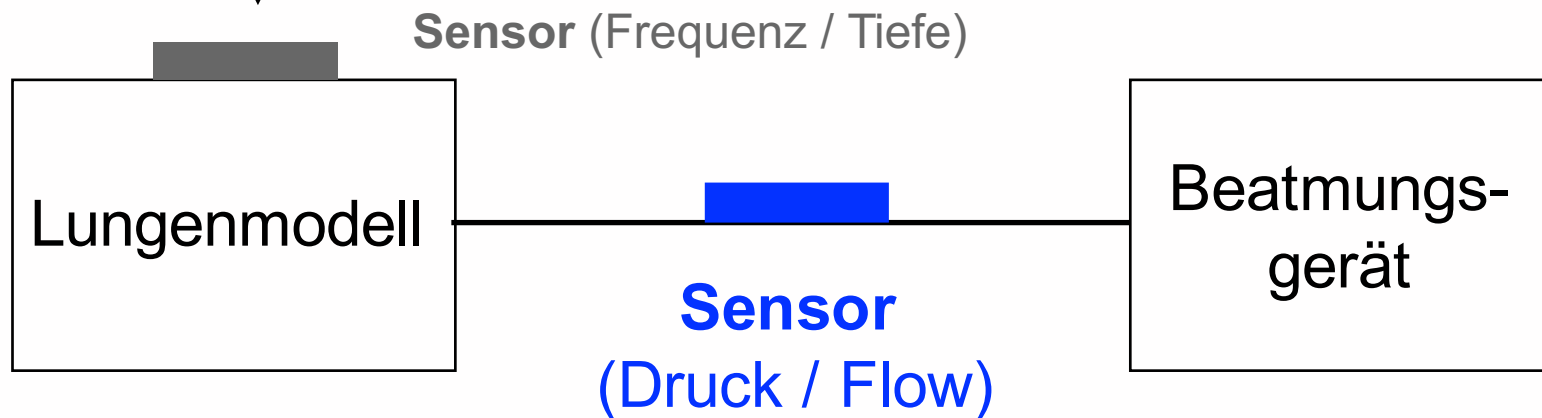 Sensor (Frequenz / Tiefe)
Lungenmodell
Beatmungs-
gerät
Sensor
(Druck / Flow)